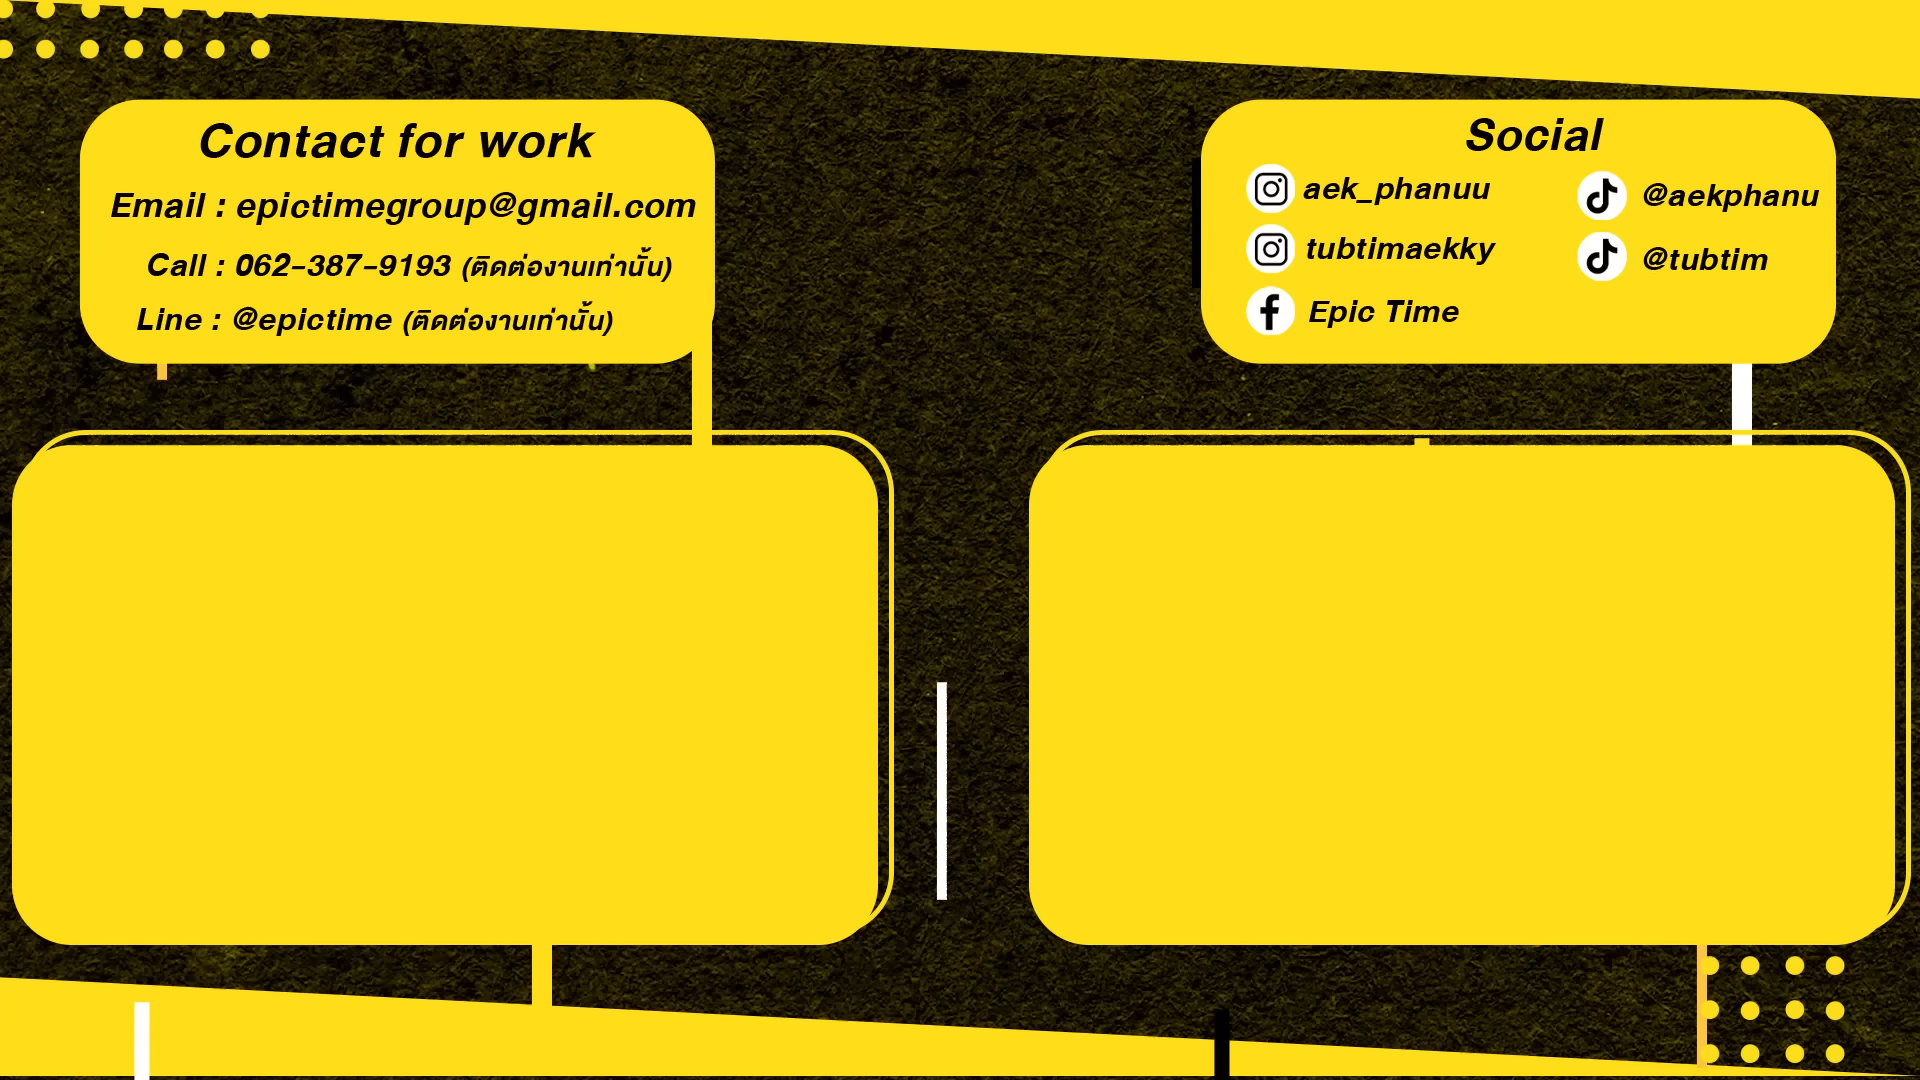 Contact for work
Email : epictimegroup@gmail.com
Call : 062-387-9193 (ติดต่องานเท่านั้น)
Line : @epictime (ติดต่องานเท่านั้น)
Social
aek_phanuu
@aekphanu
tubtimaekky
@tubtim
Epic Time